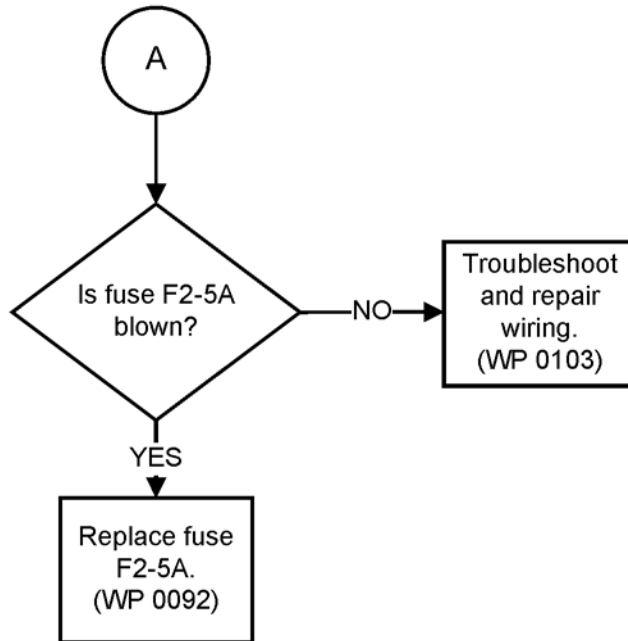 A
Is fuse F2-5A
blown?
NO
Troubleshoot
and repair
wiring.
(WP 0103)
YES
Replace fuse
F2-5A.
(WP 0092)